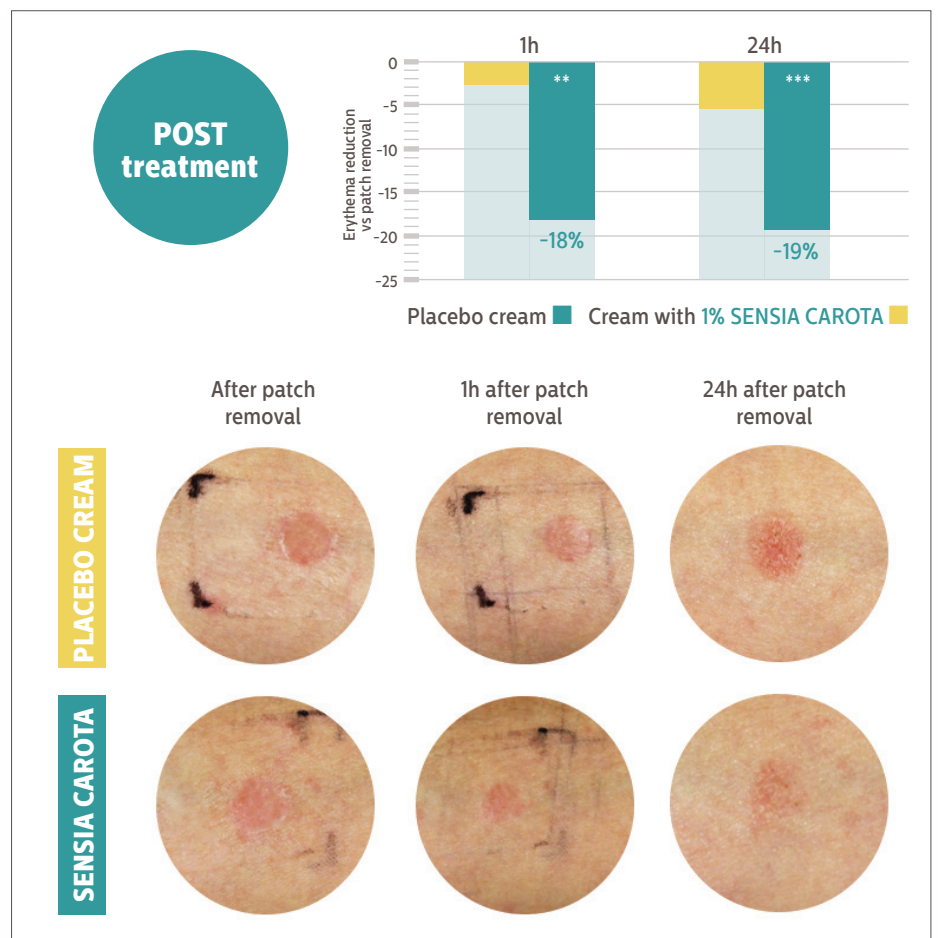 POST
treatment
1h
24h
Erythema reduction
vs patch removal
0
-5
-10
-15
-20
-25
**
***
-18%
-19%
Placebo cream
Cream with 1% SENSIA CAROTA
After patch
removal
1h after patch
removal
24h after patch
removal
PLACEBO CREAM
SENSIA CAROTA